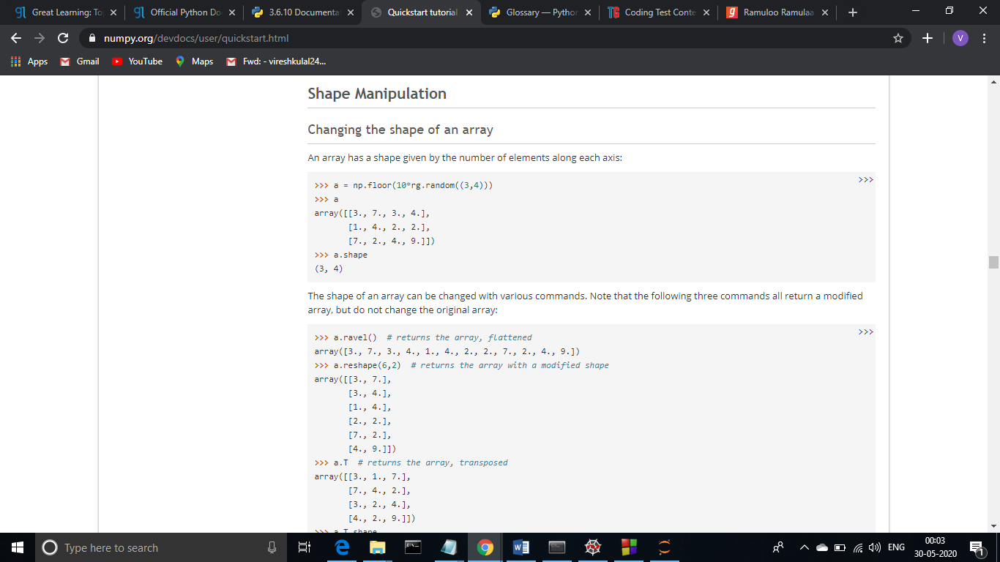 Great Learning: To
Official Python Do
3.6.10 Documentat
Quickstart tutorial
Glossary — Python
Coding Test Conte
Ramuloo Ramulaa
numpy.org/devdocs/user/quickstart.html
V
Apps
Gmail
YouTube
Maps
Fwd: - vireshkulal24...
Shape Manipulation
Changing the shape of an array
An array has a shape given by the number of elements along each axis:
>>>
>>> a = np.floor(10*rg.random((3,4)))
>>> a
array([[3., 7., 3., 4.],
[1., 4., 2., 2.],
[7., 2., 4., 9.]])
>>> a.shape
(3, 4)
The shape of an array can be changed with various commands. Note that the following three commands all return a modified
array, but do not change the original array:
>>>
>>> a.ravel()  # returns the array, flattened
array([3., 7., 3., 4., 1., 4., 2., 2., 7., 2., 4., 9.])
>>> a.reshape(6,2)  # returns the array with a modified shape
array([[3., 7.],
[3., 4.],
[1., 4.],
[2., 2.],
[7., 2.],
[4., 9.]])
>>> a.T  # returns the array, transposed
array([[3., 1., 7.],
[7., 4., 2.],
[3., 2., 4.],
[4., 2., 9.]])
>>> a.T.shape
Type here to search
ENG
00:03
30-05-2020
1